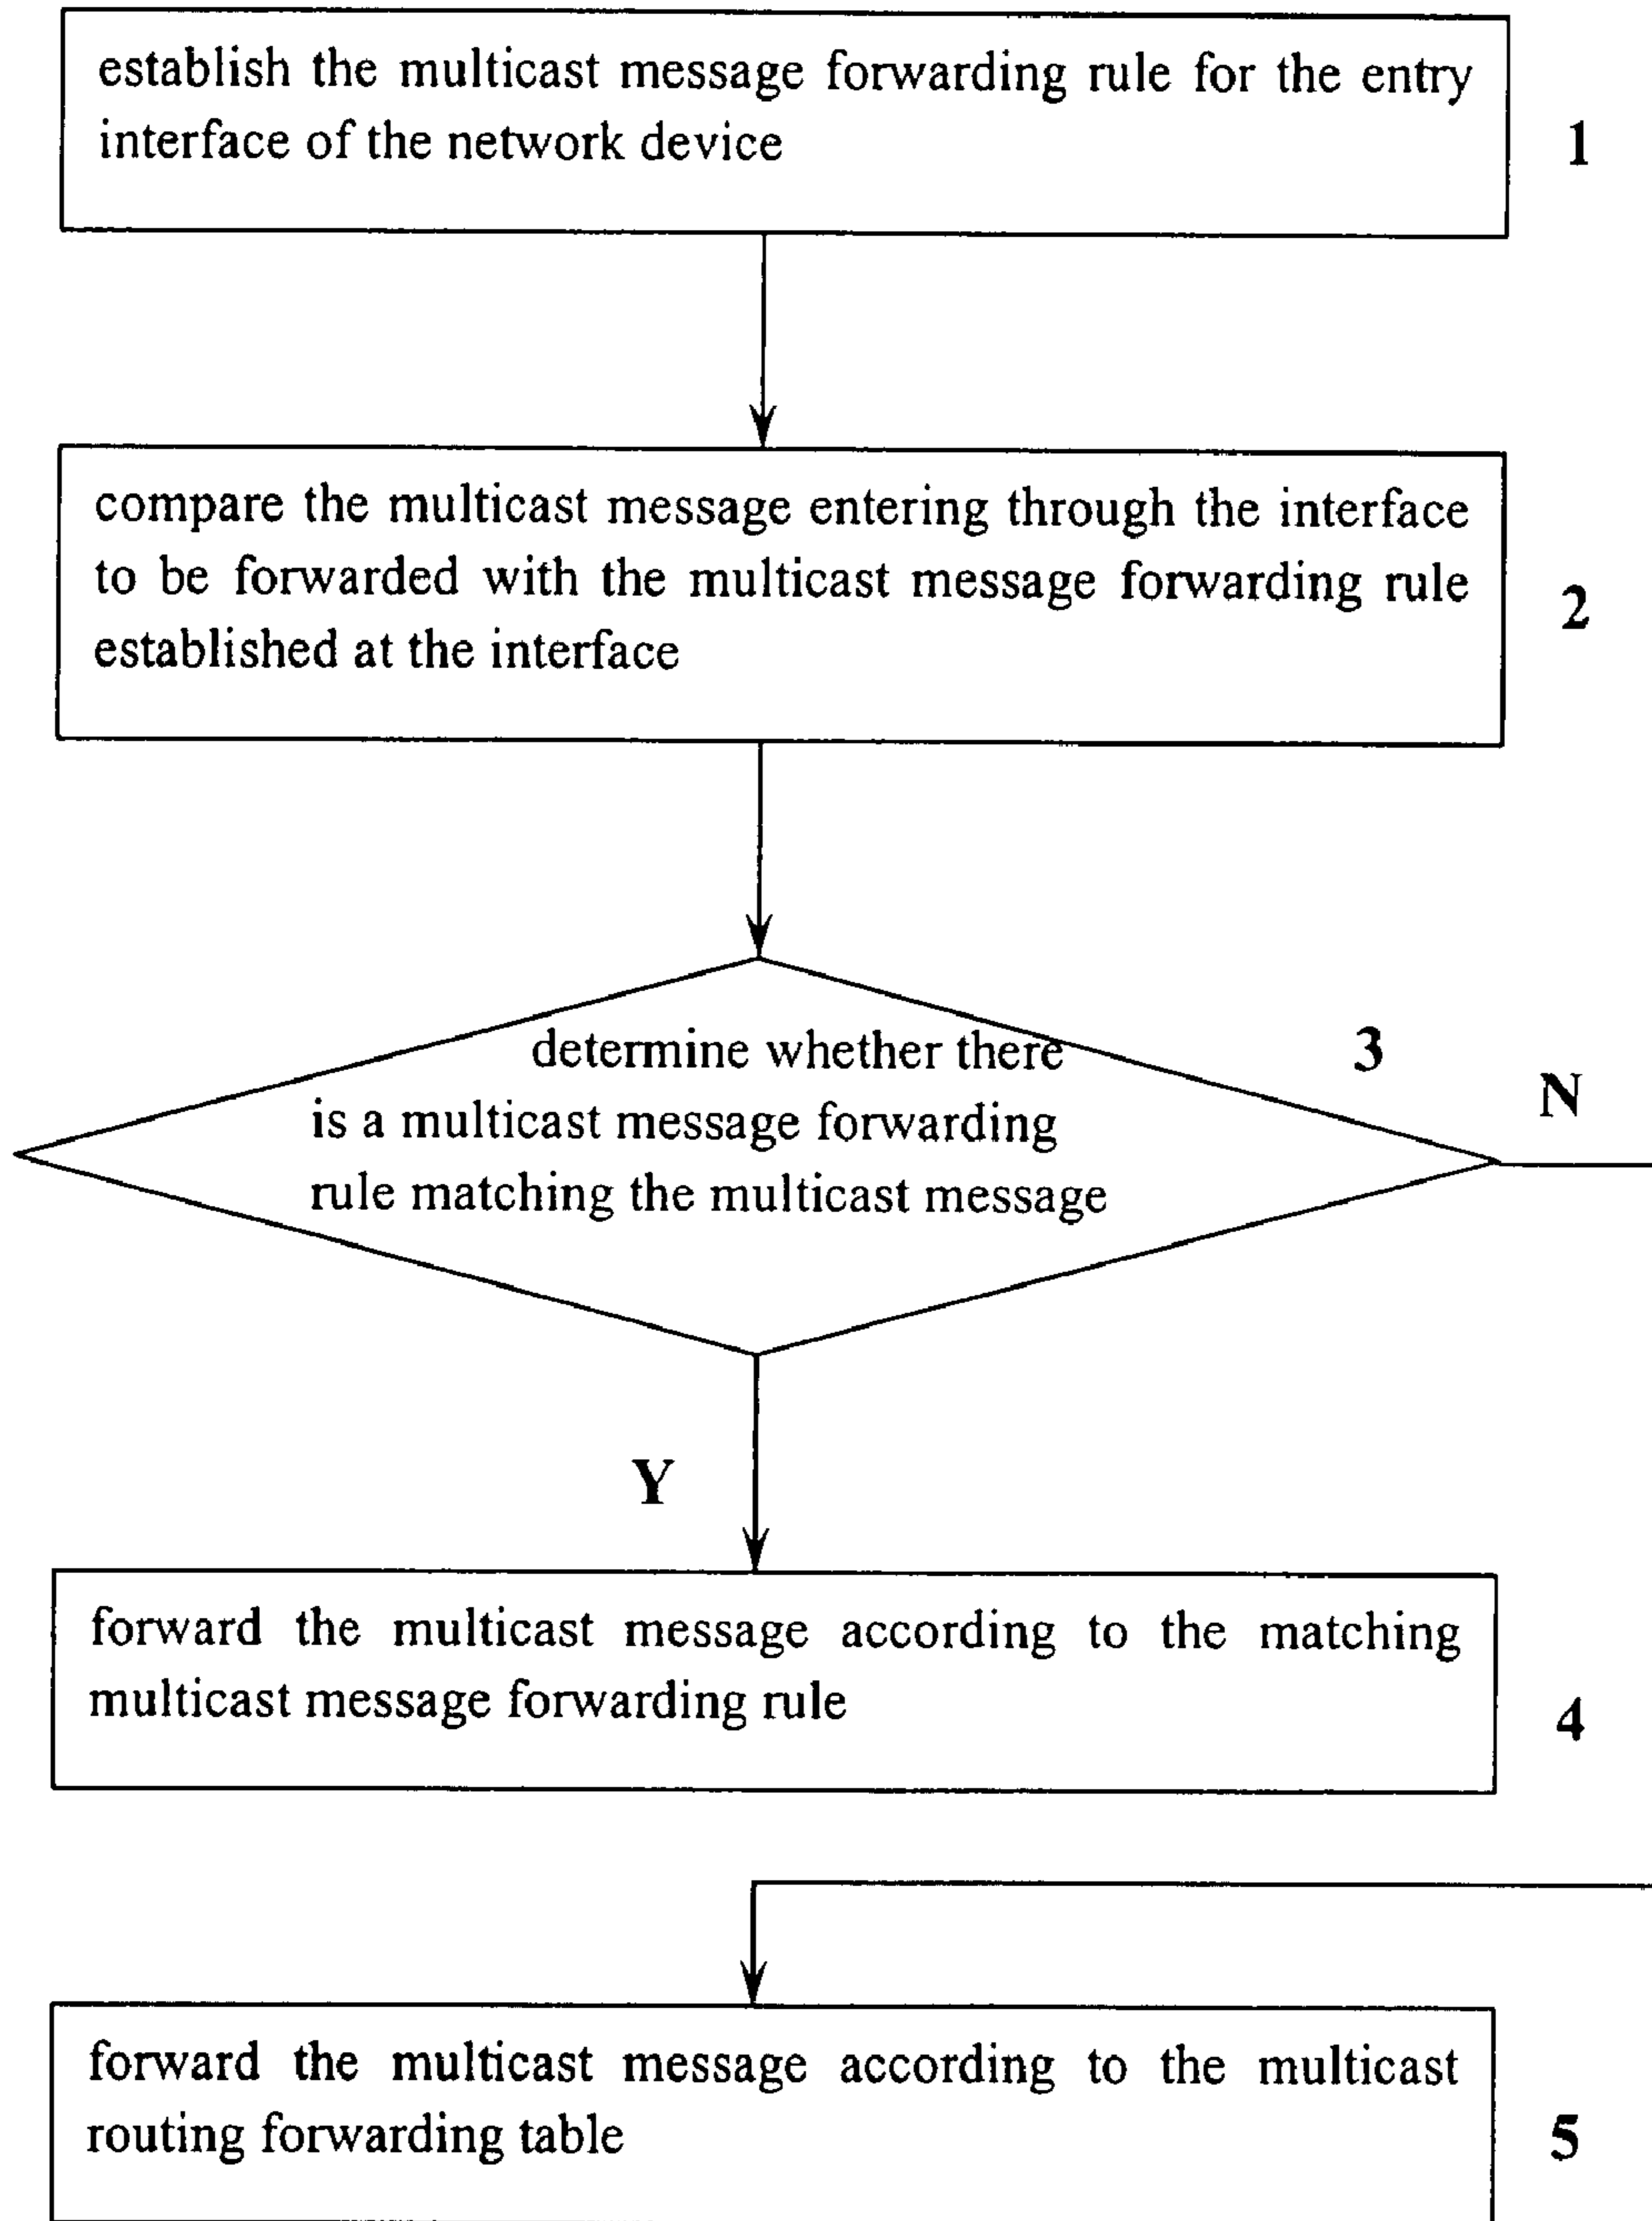 establish the multicast message forwarding rule for the entry
interface of the network device
1
compare the multicast message entering through the interface
to be forwarded with the multicast message forwarding rule
established at the interface
2
determine whether there
is a multicast message forwarding
rule matching the multicast message
3
N
Y
forward the multicast message according to the matching
multicast message forwarding rule
4
forward the multicast message according to the multicast
routing forwarding table
5